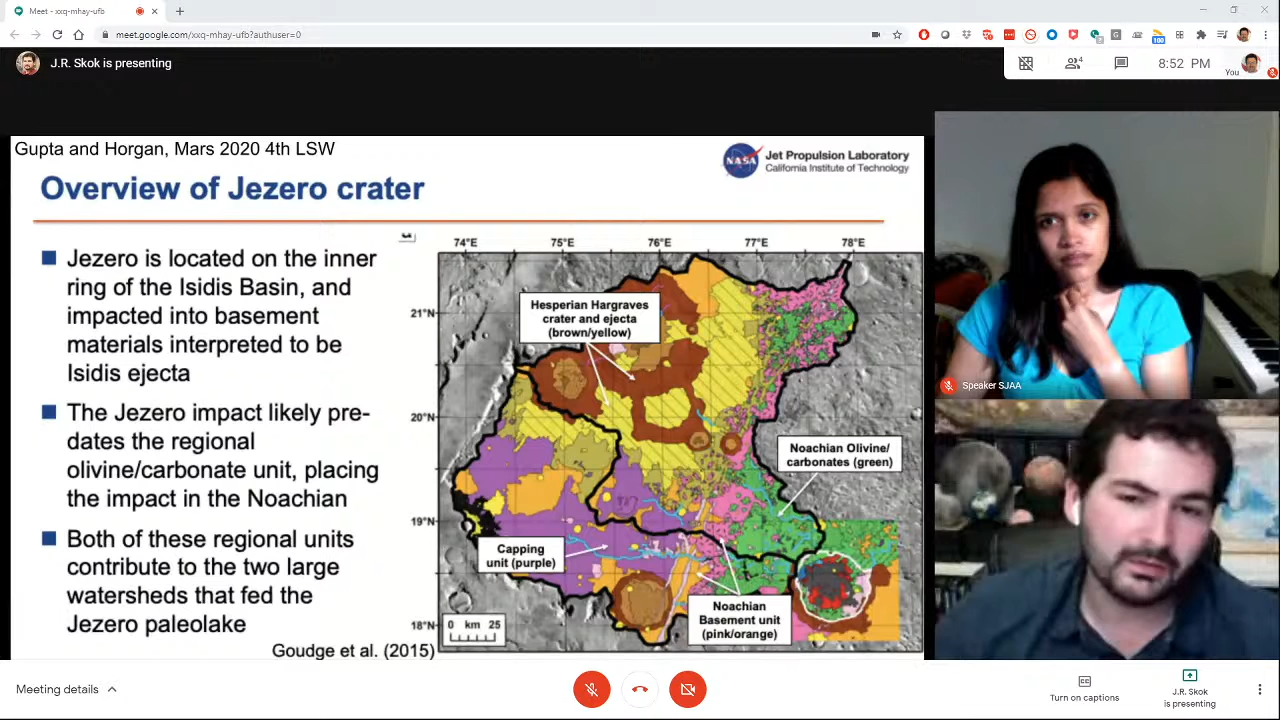 Meet - xxq-mhay-ufb
meet.google.com/xxq-mhay-ufb?authuser=0
100
J.R. Skok is presenting
4
8:52 PM
You
Gupta and Horgan, Mars 2020 4th LSW
NASA
Jet Propulsion Laboratory
California Institute of Technology
Overview of Jezero crater
Jezero is located on the inner
ring of the Isidis Basin, and
impacted into basement
materials interpreted to be
Isidis ejecta
The Jezero impact likely pre-
dates the regional
olivine/carbonate unit, placing
the impact in the Noachian
Both of these regional units
contribute to the two large
watersheds that fed the
Jezero paleolake
Goudge et al. (2015)
74°E 75°E 76°E 77°E 78°E
21°N
20°N
19°N
18°N
Hesperian Hargraves
crater and ejecta
(brown/yellow)
Noachian Olivine/
carbonates (green)
Capping
unit (purple)
Noachian
Basement unit
(pink/orange)
0 km 25
Speaker SJAA
Meeting details
Turn on captions
J.R. Skok
is presenting